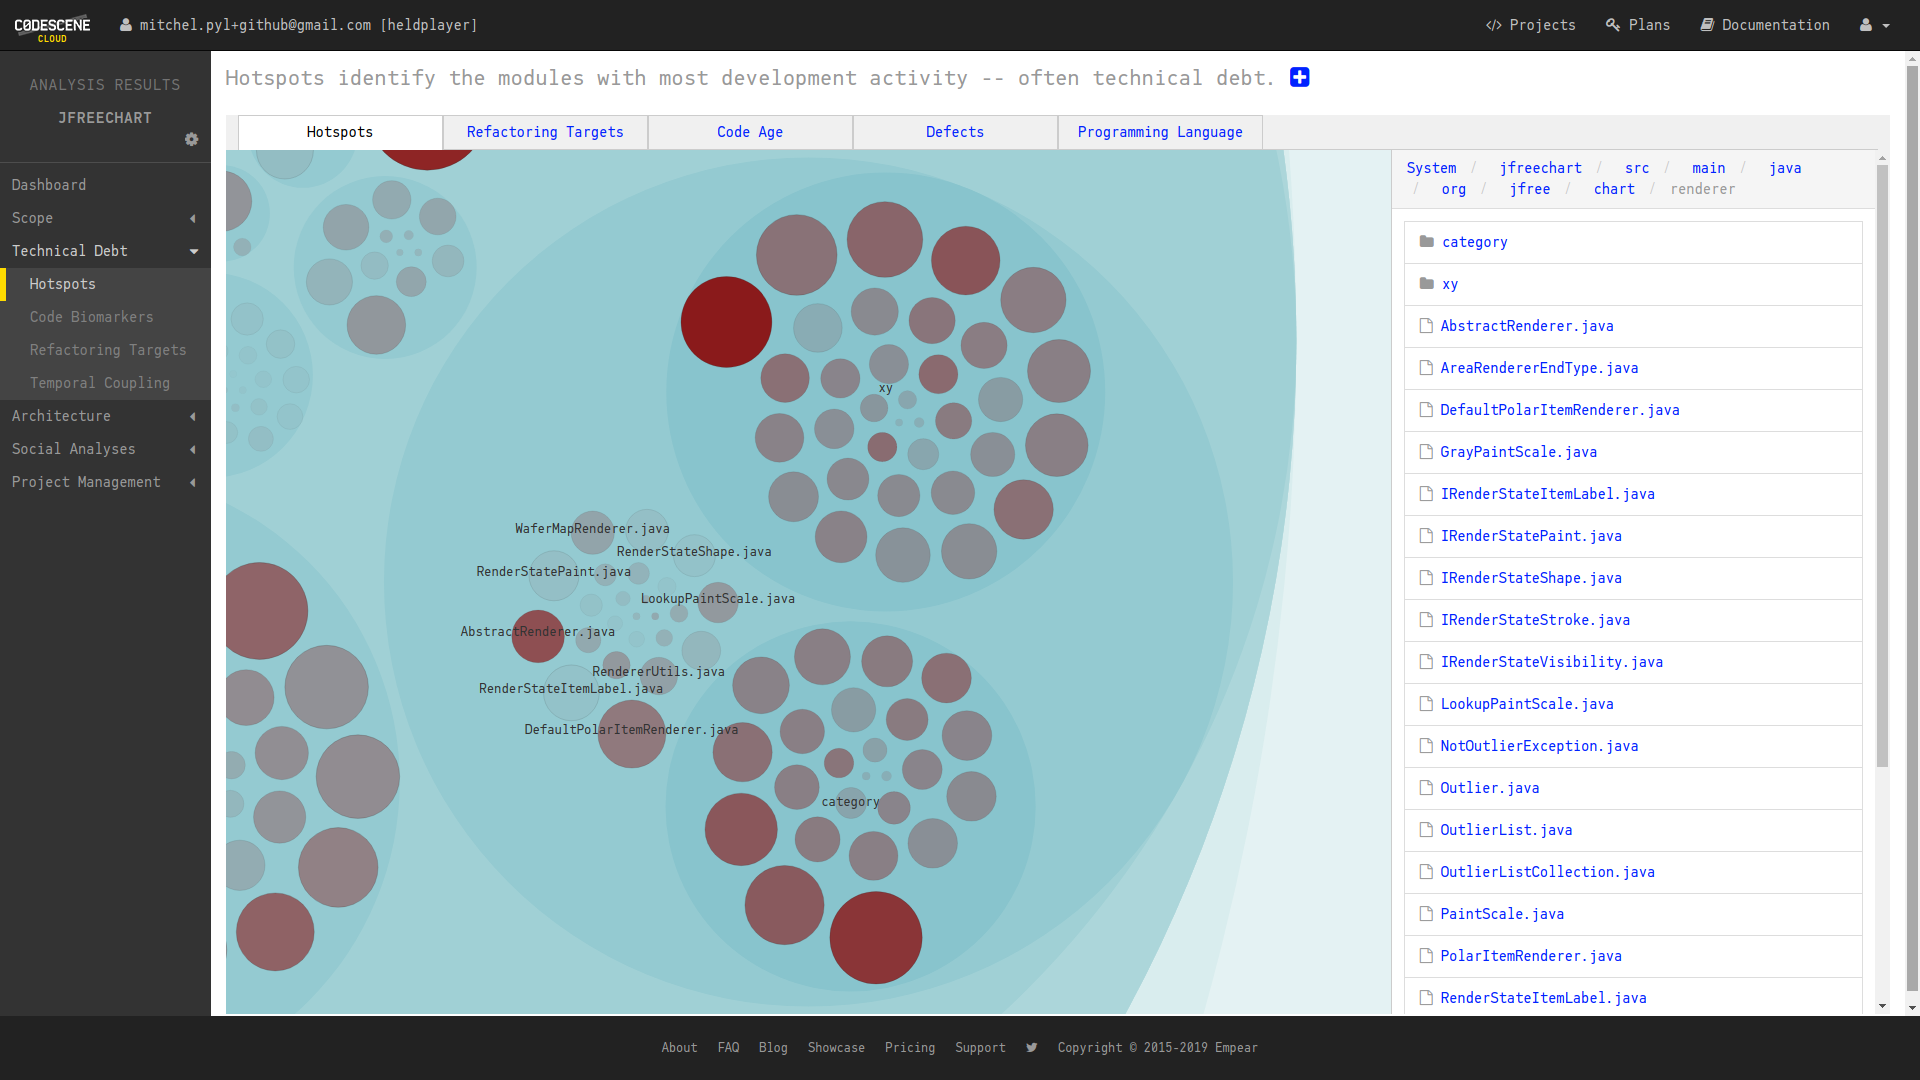 CØDESCENE
CLOUD
mitchel.pyl+github@gmail.com [heldplayer]
Projects
Plans
Documentation
ANALYSIS RESULTS
JFREECHART
Dashboard
Scope
Technical Debt
Hotspots
Code Biomarkers
Refactoring Targets
Temporal Coupling
Architecture
Social Analyses
Project Management
Hotspots identify the modules with most development activity -- often technical debt.
Hotspots
Refactoring Targets
Code Age
Defects
Programming Language
xy
WaferMapRenderer.java
RenderStateShape.java
RenderStatePaint.java
LookupPaintScale.java
AbstractRenderer.java
RendererUtils.java
RenderStateItemLabel.java
DefaultPolarItemRenderer.java
category
System / jfreechart / src / main / java
/ org / jfree / chart / renderer
category
xy
AbstractRenderer.java
AreaRendererEndType.java
DefaultPolarItemRenderer.java
GrayPaintScale.java
IRenderStateItemLabel.java
IRenderStatePaint.java
IRenderStateShape.java
IRenderStateStroke.java
IRenderStateVisibility.java
LookupPaintScale.java
NotOutlierException.java
Outlier.java
OutlierList.java
OutlierListCollection.java
PaintScale.java
PolarItemRenderer.java
RenderStateItemLabel.java
About FAQ Blog Showcase Pricing Support Copyright © 2015-2019 Empear